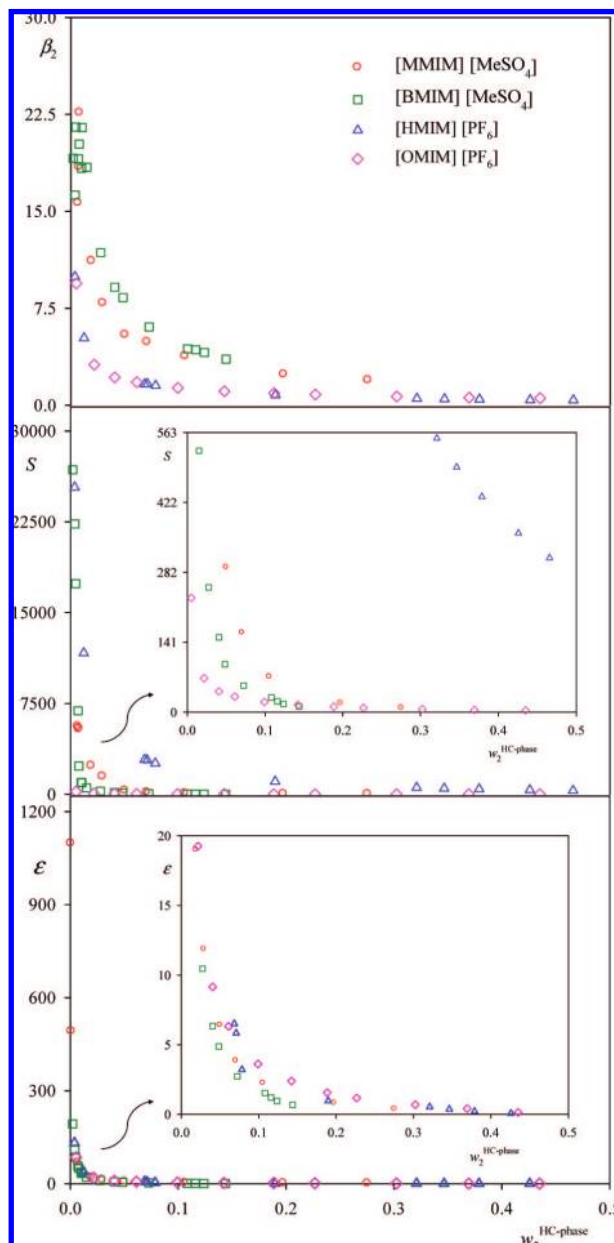 30.0
β₂
22.5
15.0
7.5
0.0
[MMIM] [MeSO₄]
[BMIM] [MeSO₄]
[HMIM] [PF₆]
[OMIM] [PF₆]
30000
S
22500
15000
7500
0
563
S
422
282
141
0
0.0 0.1 0.2 0.3 0.4 0.5
w₂ᴴᶜ⁻ᵖʰᵃˢᵉ
1200
ε
900
600
300
0
20
ε
15
10
5
0
0.0 0.1 0.2 0.3 0.4 0.5
w₂ᴴᶜ⁻ᵖʰᵃˢᵉ
0.0 0.1 0.2 0.3 0.4 0.5
w₂ᴴᶜ⁻ᵖʰᵃˢᵉ